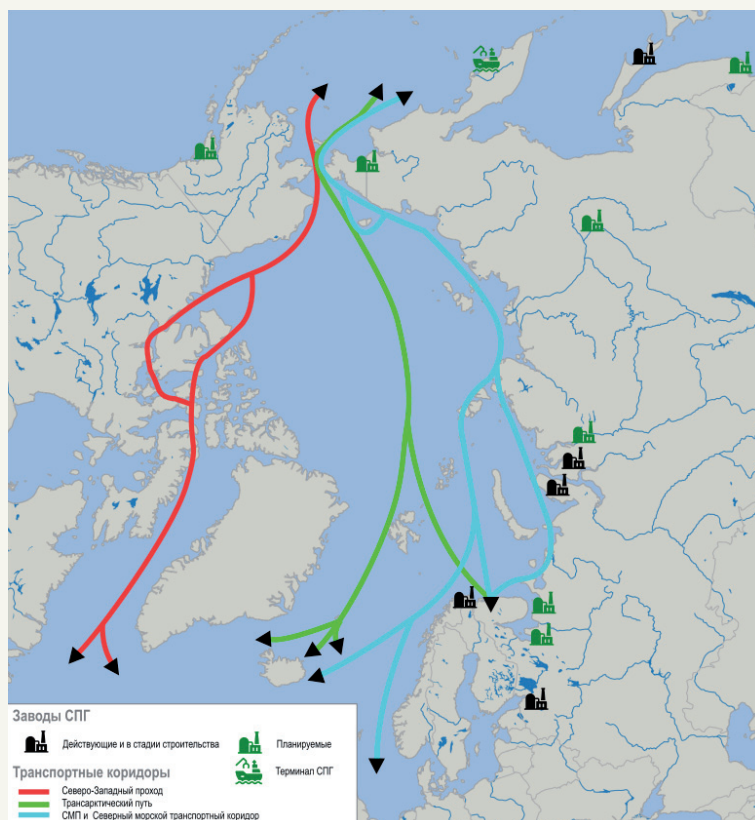 Заводы СПГ
Действующие и в стадии строительства
Планируемые
Терминал СПГ
Транспортные коридоры
Северо-Западный проход
Трансарктический путь
СМП и Северный морской транспортный коридор